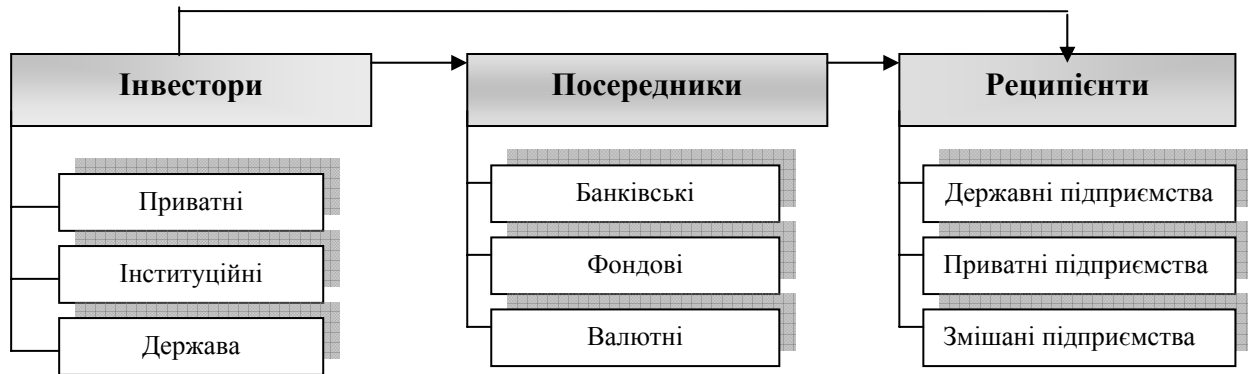 Інвестори
Посередники
Реципієнти
Приватні
Інституційні
Держава
Банківські
Фондові
Валютні
Державні підприємства
Приватні підприємства
Змішані підприємства